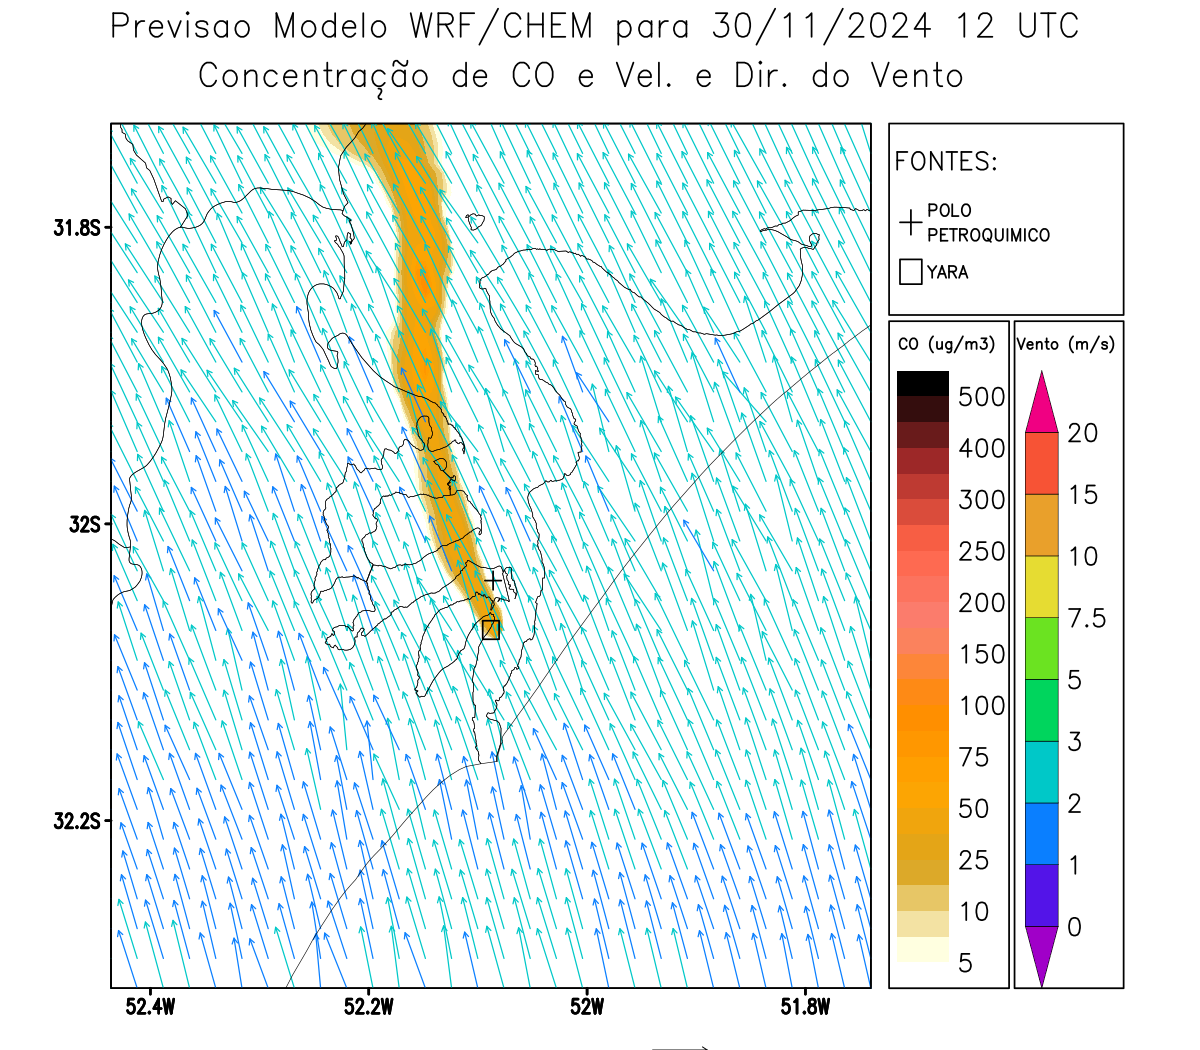 Previsao Modelo WRF/CHEM para 30/11/2024 12 UTC
Concentração de CO e Vel. e Dir. do Vento
FONTES:
POLO
PETROQUIMICO
YARA
31.8S
32S
32.2S
52.4W
52.2W
52W
51.8W
CO (ug/m3)
500
400
300
250
200
150
100
75
50
25
10
5
Vento (m/s)
20
15
10
7.5
5
3
2
1
0